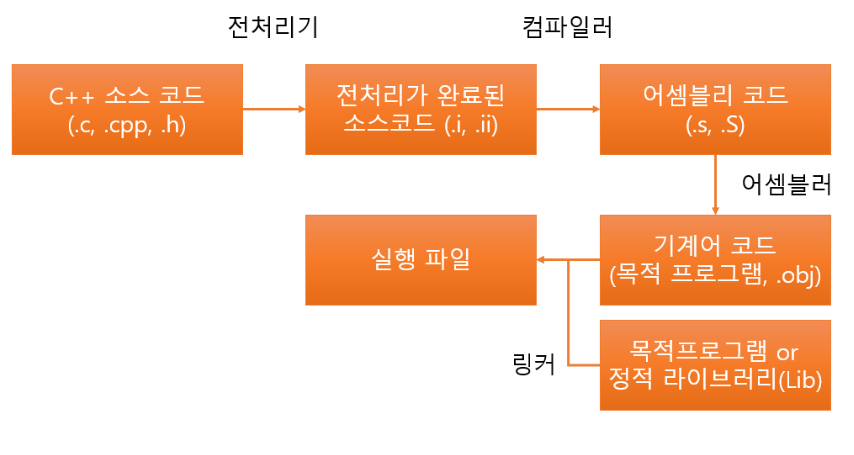 전처리기
컴파일러
C++ 소스 코드
(.c, .cpp, .h)
전처리가 완료된
소스코드 (.i, .ii)
어셈블리 코드
(.s, .S)
어셈블러
실행 파일
기계어 코드
(목적 프로그램, .obj)
링커
목적프로그램 or
정적 라이브러리(Lib)